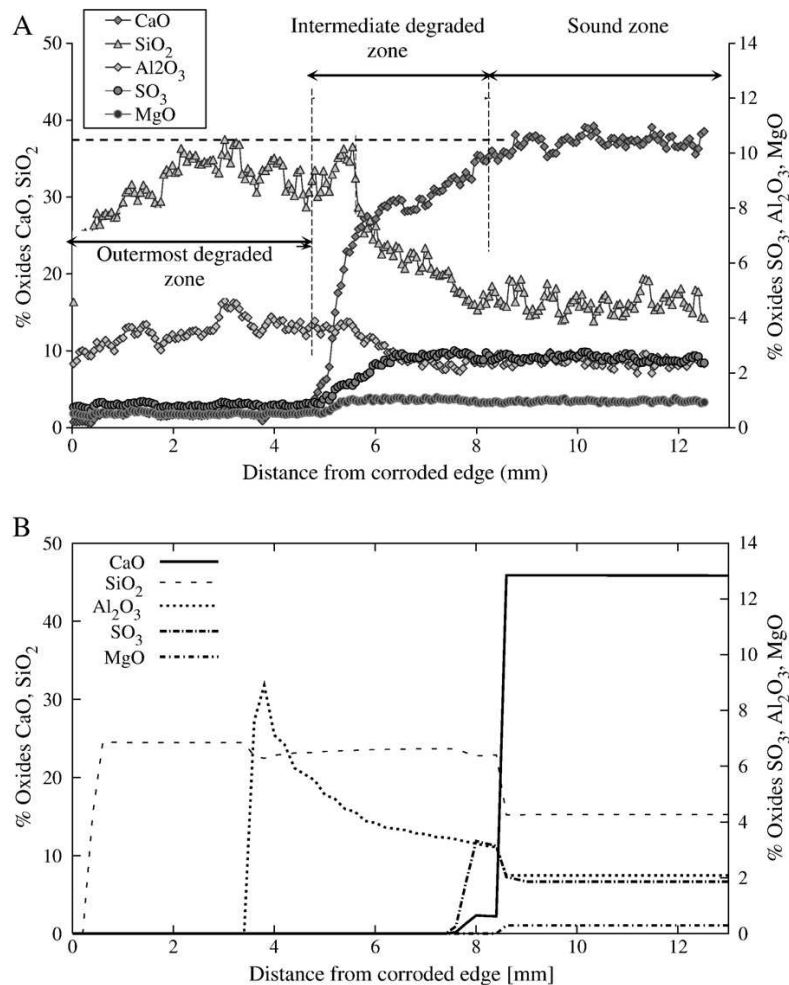 A
CaO
SiO2
Al2O3
SO3
MgO
Intermediate degraded
zone
Sound zone
Outermost degraded
zone
50
40
30
20
10
0
% Oxides CaO, SiO2
14
12
10
8
6
4
2
0
% Oxides SO3, Al2O3, MgO
0 2 4 6 8 10 12
Distance from corroded edge (mm)
B
CaO
SiO2
Al2O3
SO3
MgO
50
40
30
20
10
0
% Oxides CaO, SiO2
14
12
10
8
6
4
2
0
% Oxides SO3, Al2O3, MgO
0 2 4 6 8 10 12
Distance from corroded edge [mm]